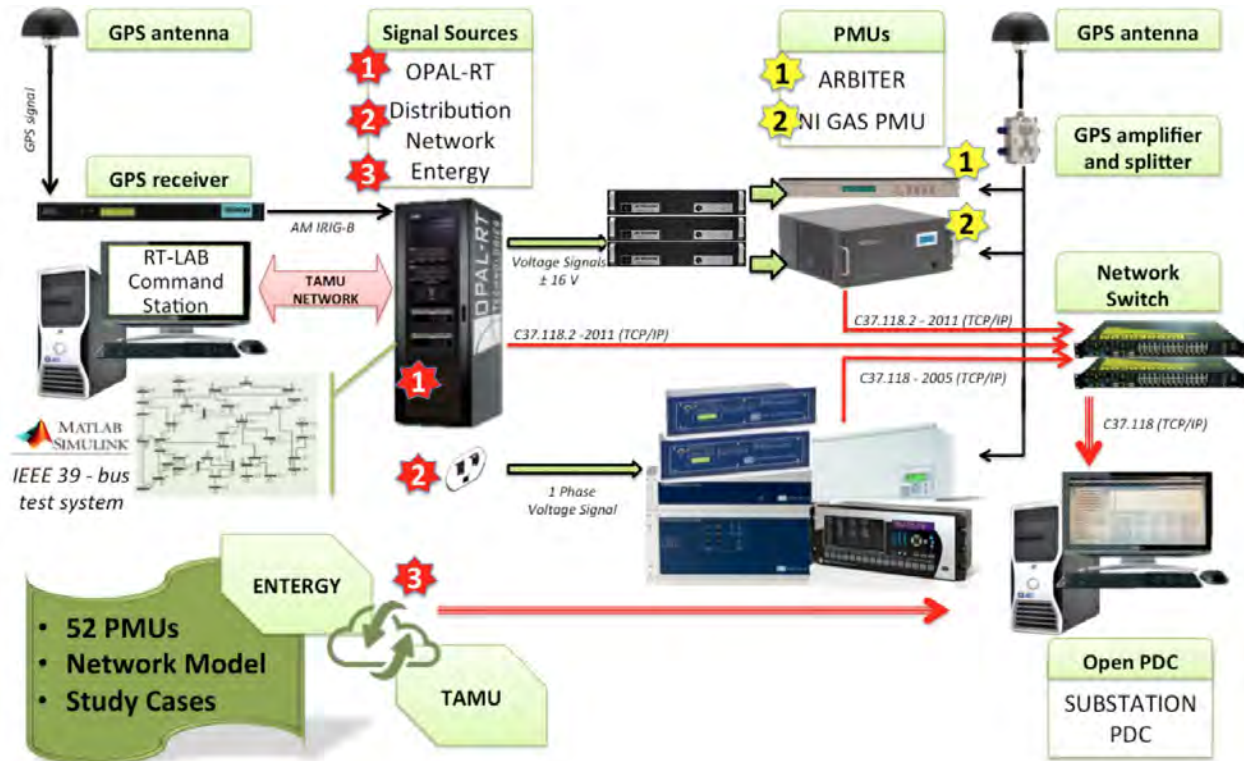 GPS antenna
Signal Sources
1 OPAL-RT
2 Distribution
Network
3 Entergy
PMUs
1 ARBITER
2 NI GAS PMU
GPS antenna
GPS signal
GPS amplifier
and splitter
GPS receiver
AM IRIG-B
1
2
RT-LAB
Command
Station
TAMU
NETWORK
OPAL-RT
TECHNOLOGIES
Voltage Signals
± 16 V
Network
Switch
C37.118.2 - 2011 (TCP/IP)
C37.118.2 -2011 (TCP/IP)
C37.118 - 2005 (TCP/IP)
1
MATLAB
SIMULINK
IEEE 39 - bus
test system
C37.118 (TCP/IP)
2
1 Phase
Voltage Signal
3
ENTERGY
• 52 PMUs
• Network Model
• Study Cases
TAMU
Open PDC
SUBSTATION
PDC